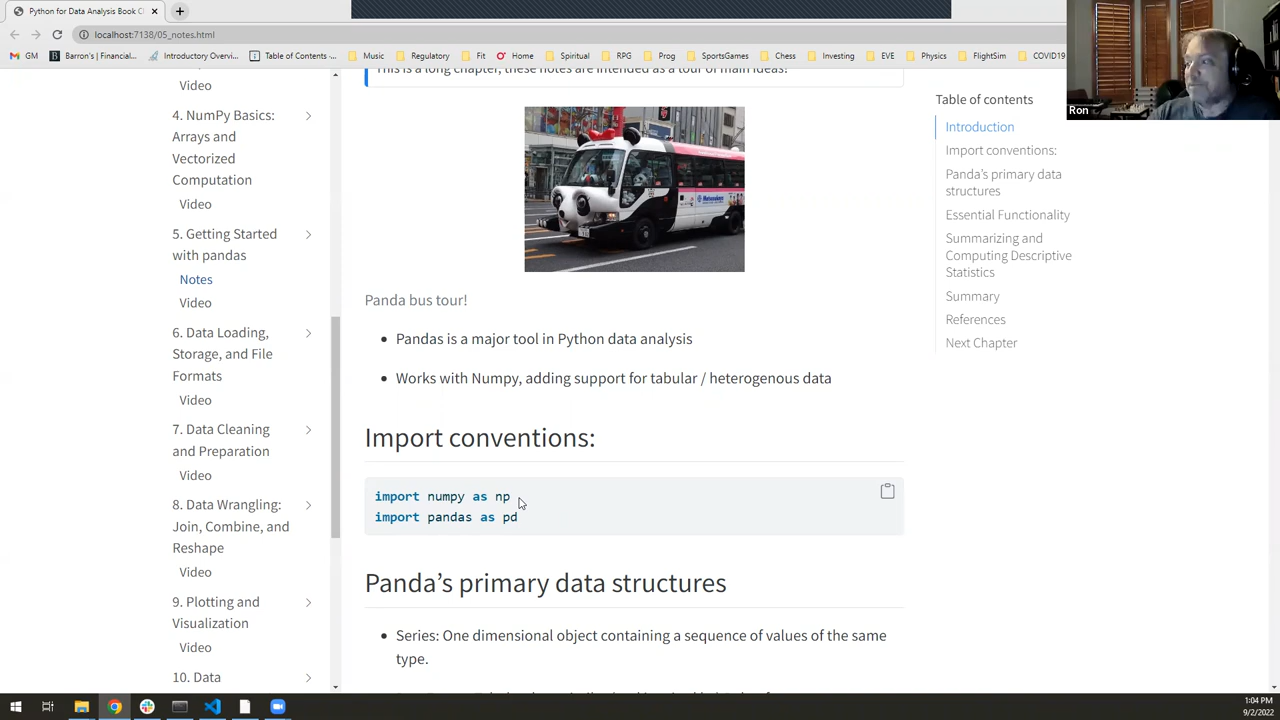 Python for Data Analysis Book Cl
localhost:7138/05_notes.html
GM
Barron's | Financial...
Introductory
Table of Contents ...
Music
Fit
Home
RPG
SportsGames
Chess
EVE
Physics
FlightSim
COVID19
Video
4. NumPy Basics:
Arrays and
Vectorized
Computation
Video
5. Getting Started
with pandas
Notes
Video
6. Data Loading,
Storage, and File
Formats
Video
7. Data Cleaning
and Preparation
Video
8. Data Wrangling:
Join, Combine, and
Reshape
Video
9. Plotting and
Visualization
Video
10. Data
Panda bus tour!
Pandas is a major tool in Python data analysis
Works with Numpy, adding support for tabular / heterogenous data
Import conventions:
import numpy as np
import pandas as pd
Panda's primary data structures
Series: One dimensional object containing a sequence of values of the same
type.
Table of contents
Introduction
Import conventions:
Panda's primary data
structures
Essential Functionality
Summarizing and
Computing Descriptive
Statistics
Summary
References
Next Chapter
Ron
1:04 PM
9/2/2022